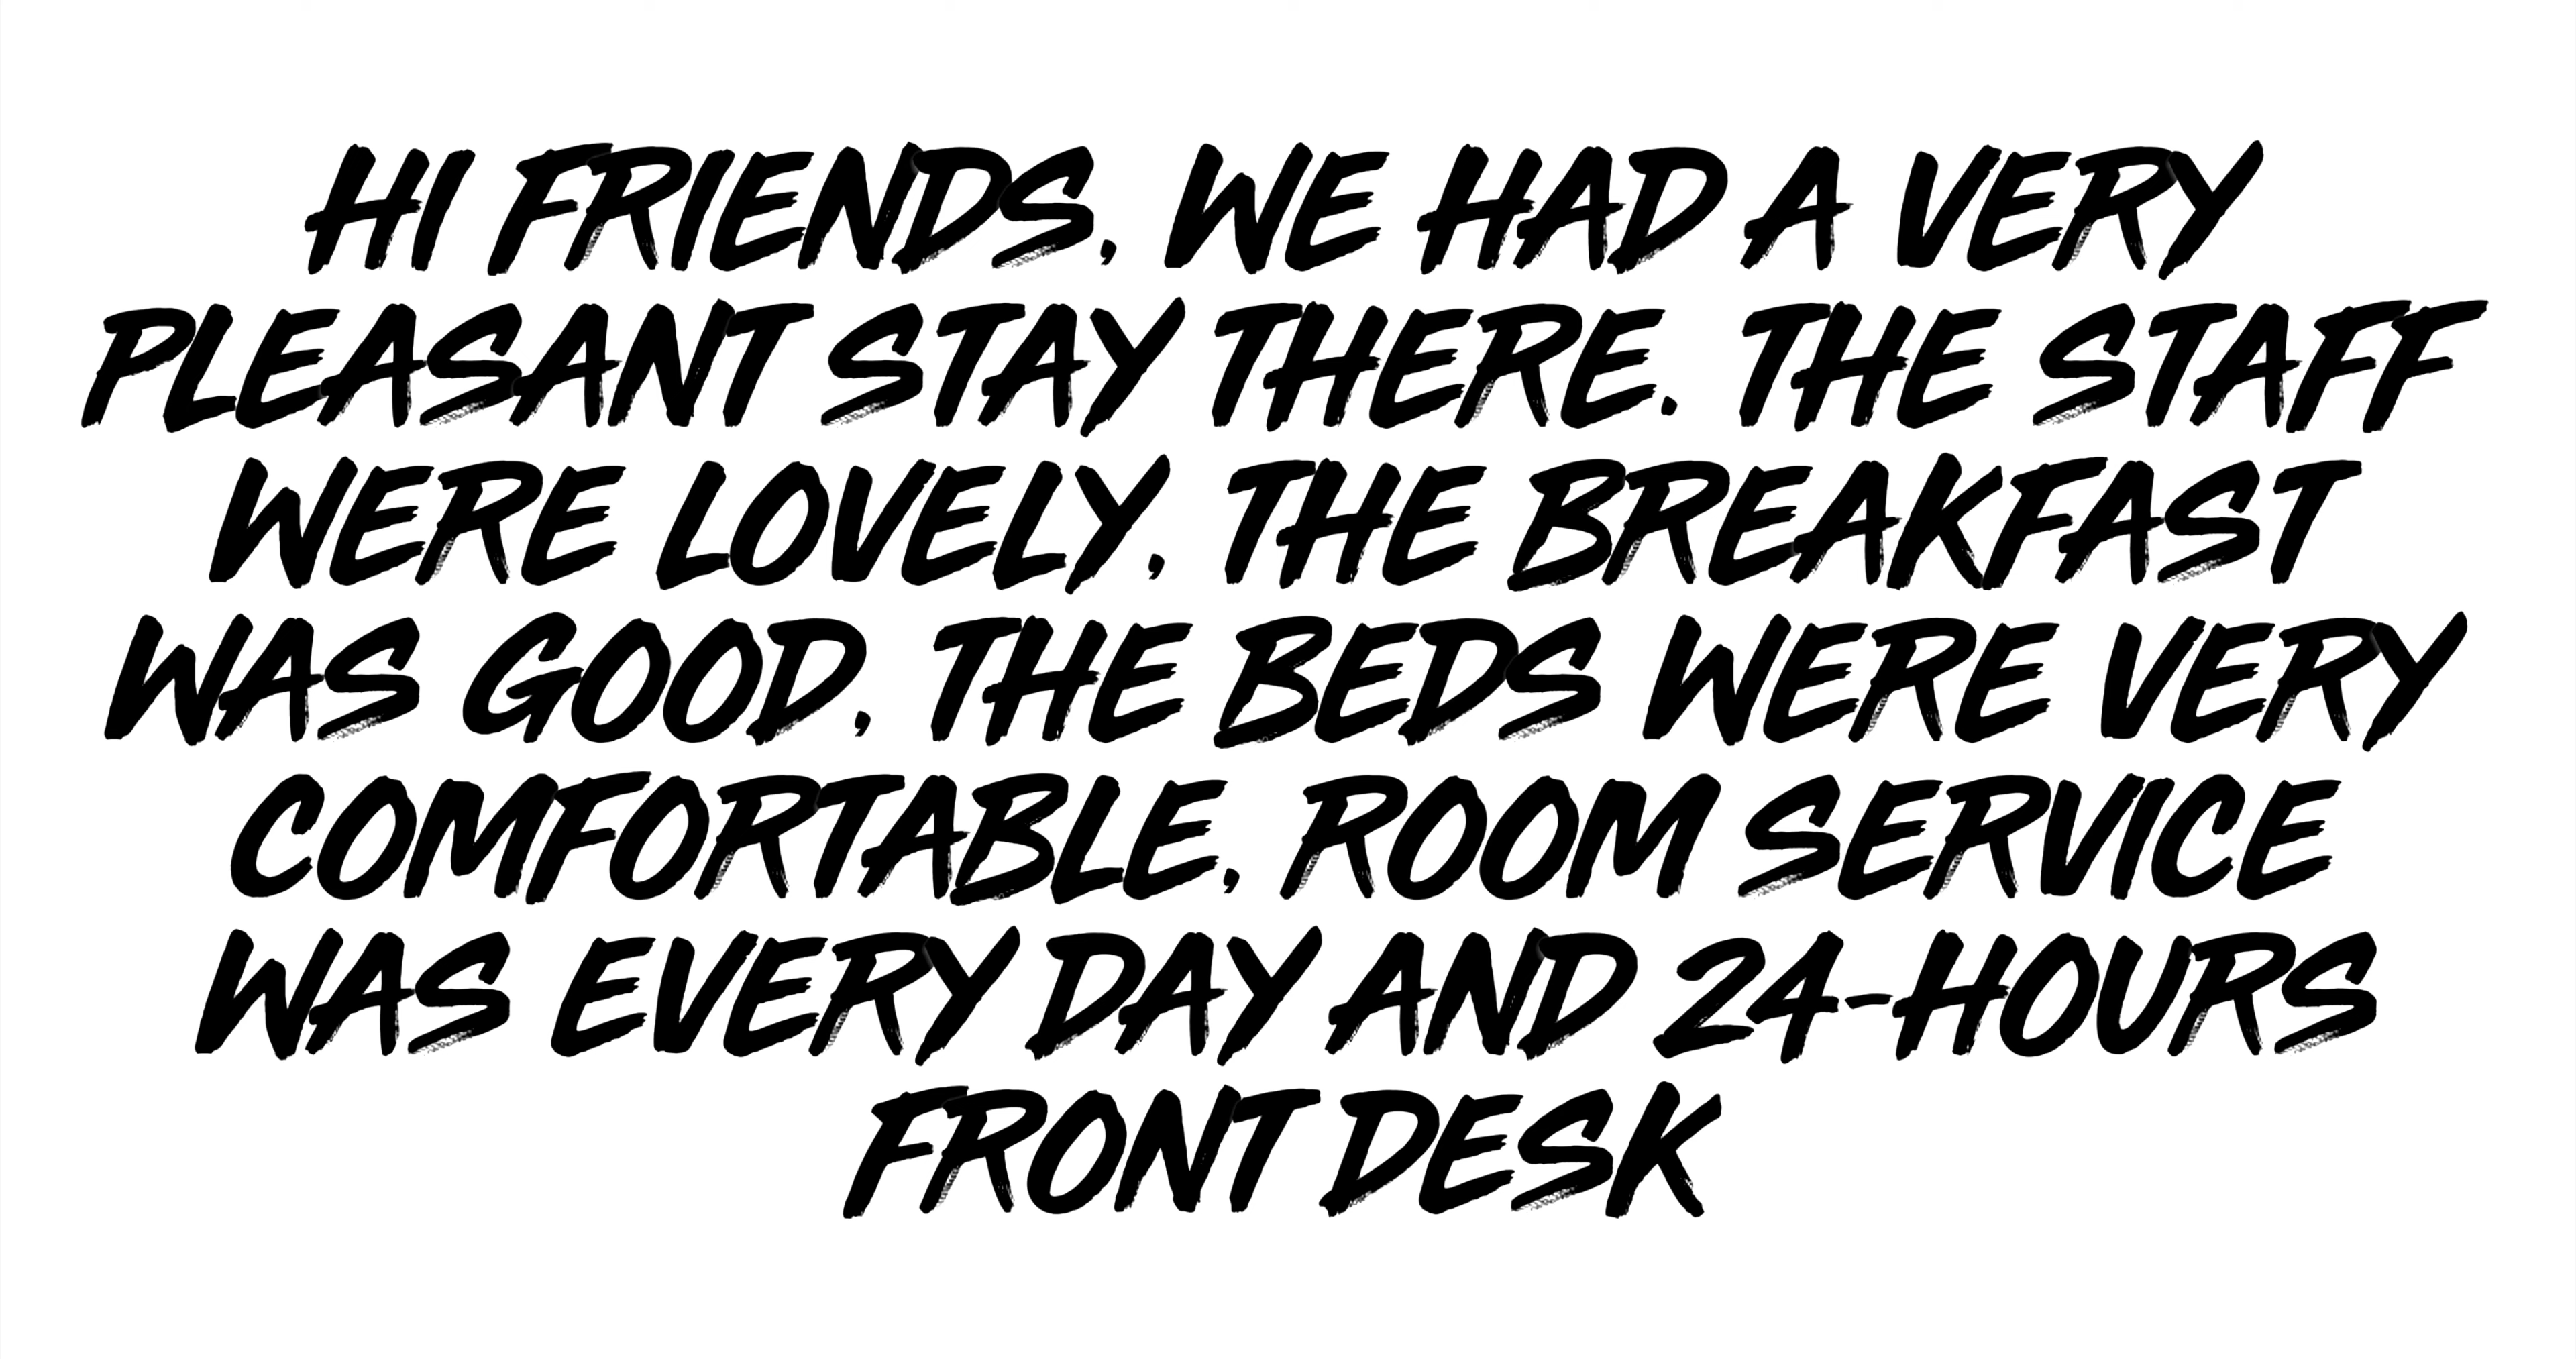 HI FRIENDS, WE HAD A VERY
PLEASANT STAY THERE. THE STAFF
WERE LOVELY, THE BREAKFAST
WAS GOOD, THE BEDS WERE VERY
COMFORTABLE, ROOM SERVICE
WAS EVERY DAY AND 24-HOURS
FRONT DESK